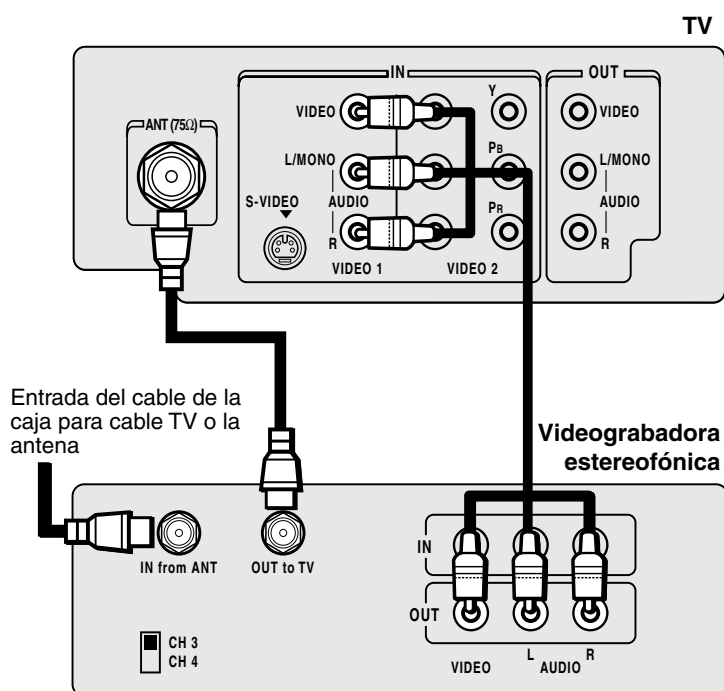 TV
IN
OUT
ANT (75Ω)
VIDEO
Y
VIDEO
L/MONO
PB
L/MONO
S-VIDEO
AUDIO
AUDIO
R
PR
R
VIDEO 1
VIDEO 2
Entrada del cable de la
caja para cable TV o la
antena
Videograbadora
estereofónica
IN
IN from ANT
OUT to TV
OUT
CH 3
CH 4
L
R
VIDEO
AUDIO